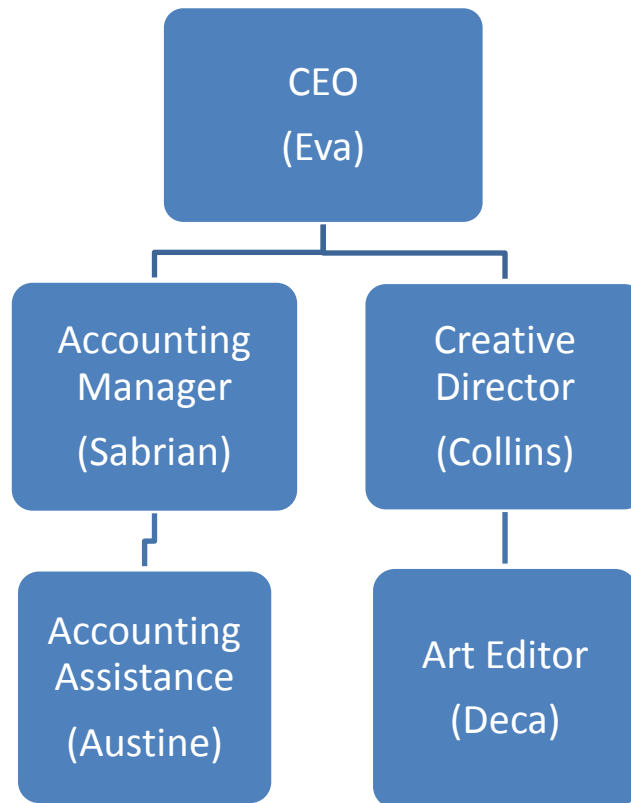 CEO
(Eva)
Accounting
Manager
(Sabrian)
Creative
Director
(Collins)
Accounting
Assistance
(Austine)
Art Editor
(Deca)